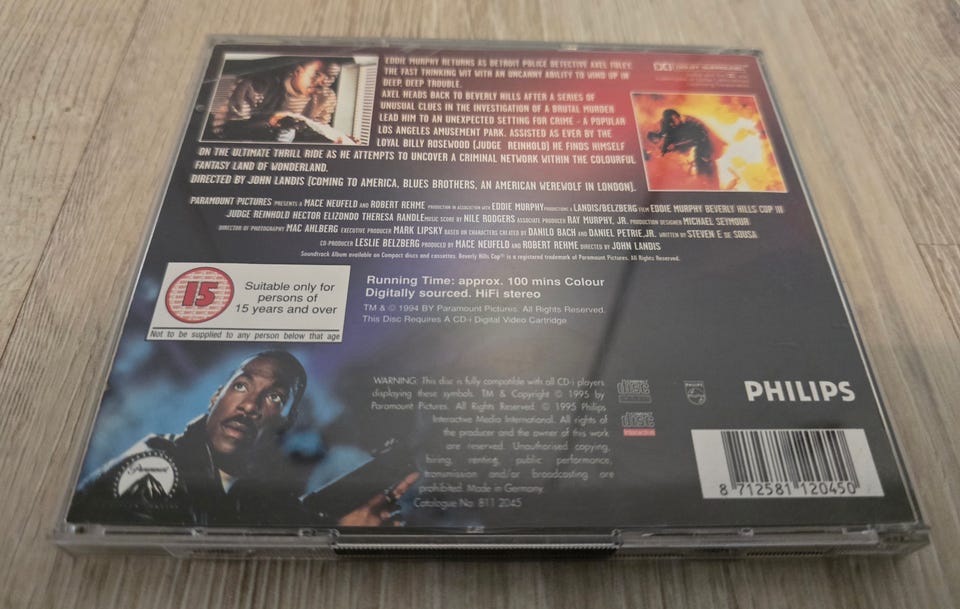 EDDIE MURPHY RETURNS AS DETROIT POLICE DETECTIVE AXEL FOLEY.
THE FAST THINKING WIT WITH AN UNCANNY ABILITY TO WIND UP IN
DEEP, DEEP TROUBLE.
AXEL HEADS BACK TO BEVERLY HILLS AFTER A SERIES OF
UNUSUAL CLUES IN THE INVESTIGATION OF A BRUTAL MURDER
LEAD HIM TO AN UNEXPECTED SETTING FOR CRIME - A POPULAR
LOS ANGELES AMUSEMENT PARK. ASSISTED AS EVER BY THE
LOYAL BILLY ROSEWOOD (JUDGE REINHOLD) HE FINDS HIMSELF
ON THE ULTIMATE THRILL RIDE AS HE ATTEMPTS TO UNCOVER A CRIMINAL NETWORK WITHIN THE COLOURFUL
FANTASY LAND OF WONDERLAND.
DIRECTED BY JOHN LANDIS (COMING TO AMERICA, BLUES BROTHERS, AN AMERICAN WEREWOLF IN LONDON).
DOLBY SURROUND
PARAMOUNT PICTURES PRESENTS A MACE NEUFELD AND ROBERT REHME PRODUCTION IN ASSOCIATION WITH EDDIE MURPHY PRODUCTIONS A LANDIS/BELZBERG FILM EDDIE MURPHY BEVERLY HILLS COP III
JUDGE REINHOLD HECTOR ELIZONDO THERESA RANDLE MUSIC SCORE BY NILE RODGERS ASSOCIATE PRODUCER RAY MURPHY, JR. PRODUCTION DESIGNER MICHAEL SEYMOUR
DIRECTOR OF PHOTOGRAPHY MAC AHLBERG EXECUTIVE PRODUCER MARK LIPSKY BASED ON CHARACTERS CREATED BY DANILO BACH AND DANIEL PETRIE, JR. WRITTEN BY STEVEN E DE SOUSA
CO-PRODUCER LESLIE BELZBERG PRODUCED BY MACE NEUFELD AND ROBERT REHME DIRECTED BY JOHN LANDIS
Soundtrack Album available on Compact discs and cassettes. Beverly Hills Cop® is a registered trademark of Paramount Pictures. All Rights Reserved.
15
Suitable only for
persons of
15 years and over
Not to be supplied to any person below that age
Running Time: approx. 100 mins Colour
Digitally sourced. HiFi stereo
TM & © 1994 BY Paramount Pictures. All Rights Reserved.
This Disc Requires A CD-i Digital Video Cartridge
WARNING: This disc is fully compatible with all CD-i players
displaying these symbols. TM & Copyright © 1995 by
Paramount Pictures. All Rights Reserved. © 1995 Philips
Interactive Media International. All rights of
the producer and the owner of this work
are reserved. Unauthorised copying,
hiring, renting, public performance,
transmission and/or broadcasting are
prohibited. Made in Germany.
Catalogue No. 811 2045
disc
disc
Interactive
PHILIPS
PHILIPS
8 712581 120450
Paramount